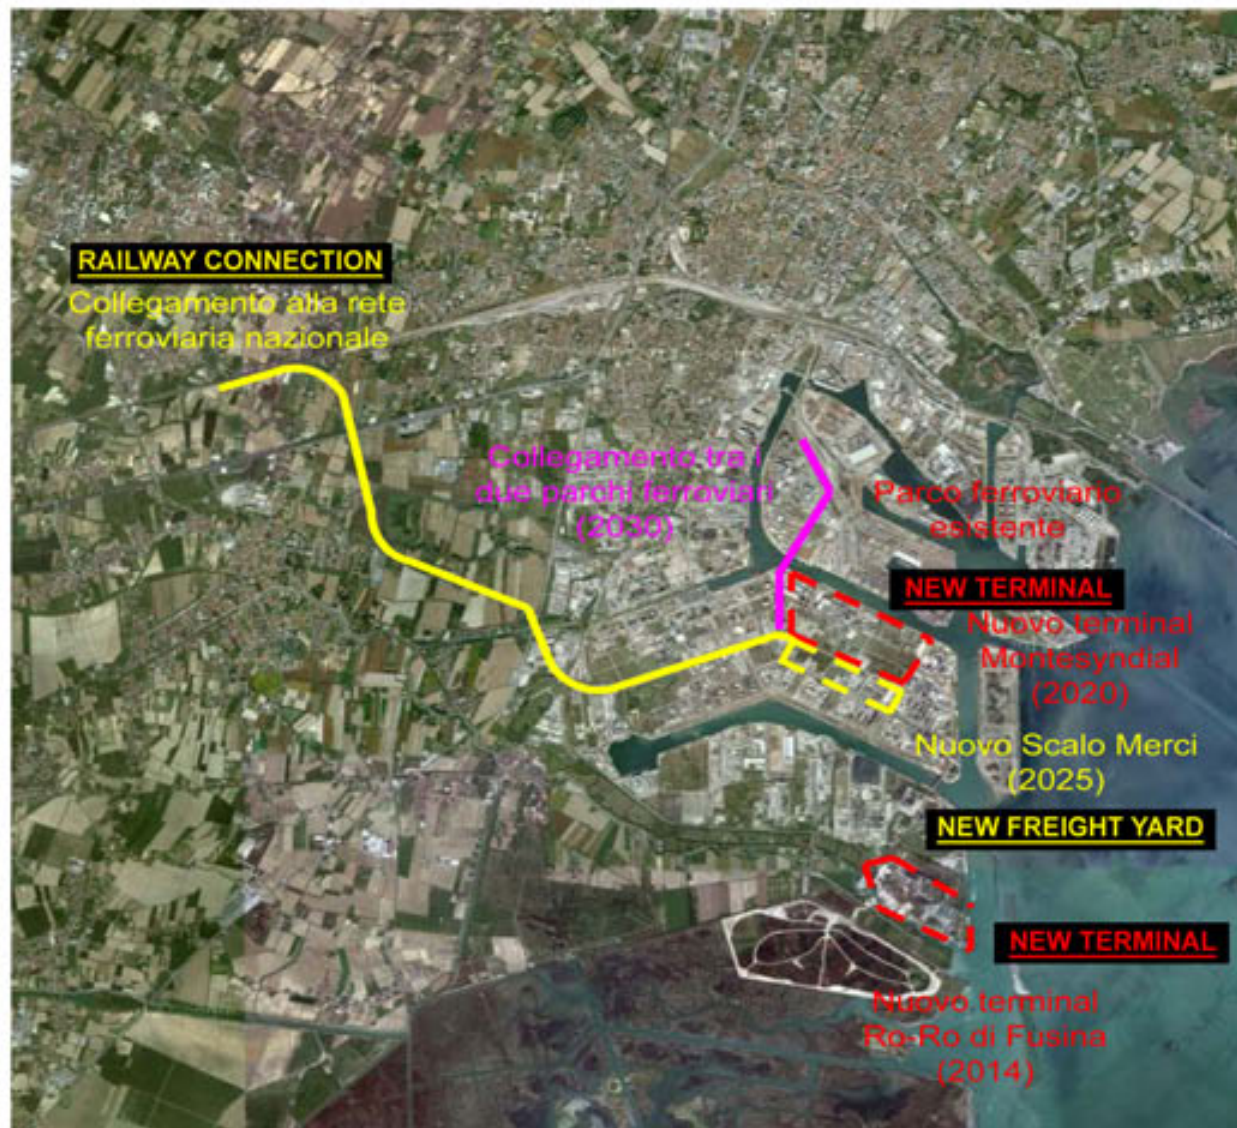 RAILWAY CONNECTION
Collegamento alla rete
ferroviaria nazionale
Collegamento tra i
due parchi ferroviari
(2030)
Parco ferroviario
esistente
NEW TERMINAL
Nuovo terminal
Montesyndial
(2020)
Nuovo Scalo Merci
(2025)
NEW FREIGHT YARD
NEW TERMINAL
Nuovo terminal
Ro-Ro di Fusina
(2014)